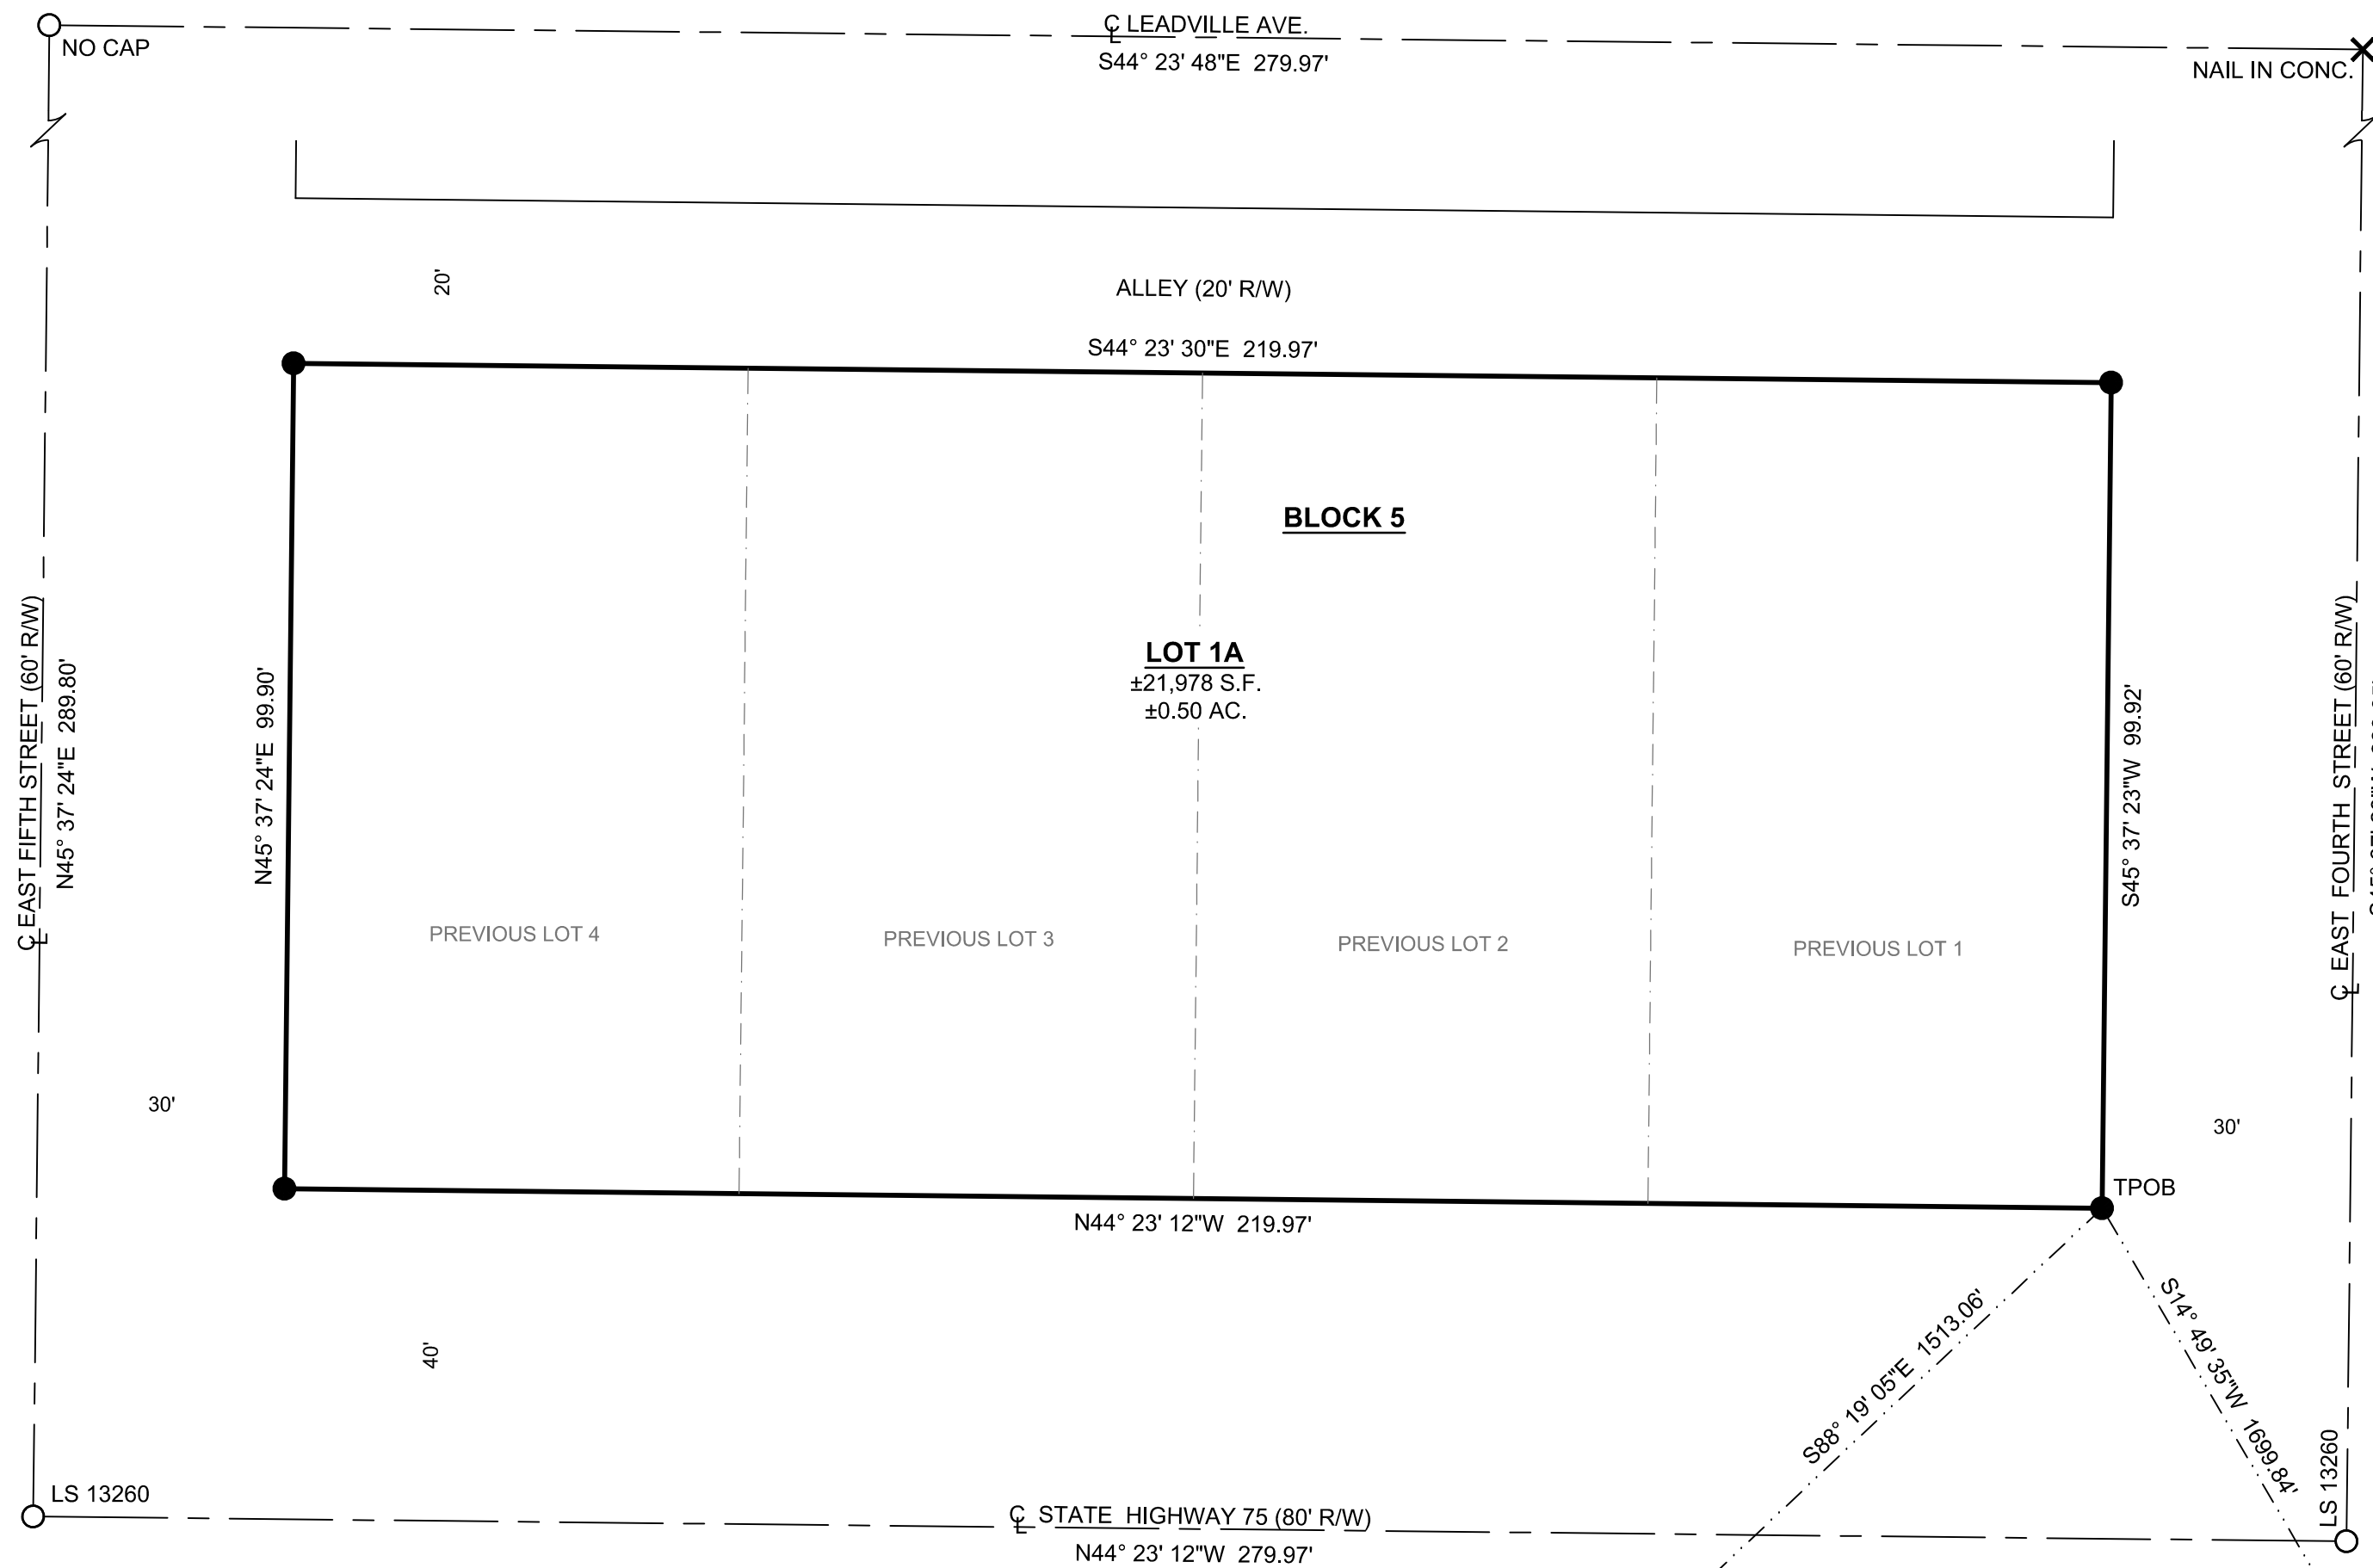 ℄ LEADVILLE AVE.
NO CAP
S44° 23' 48"E 279.97'
NAIL IN CONC.
20'
ALLEY (20' R/W)
S44° 23' 30"E 219.97'
BLOCK 5
LOT 1A
±21,978 S.F.
±0.50 AC.
℄ EAST FIFTH STREET (60' R/W)
N45° 37' 24"E 289.80'
N45° 37' 24"E 99.90'
S45° 37' 23"W 99.92'
℄ EAST FOURTH STREET (60' R/W)
PREVIOUS LOT 4
PREVIOUS LOT 3
PREVIOUS LOT 2
PREVIOUS LOT 1
30'
30'
TPOB
N44° 23' 12"W 219.97'
40'
S88° 19' 05"E 1513.06'
S14° 49' 35"W 1699.84'
LS 13260
LS 13260
℄ STATE HIGHWAY 75 (80' R/W)
N44° 23' 12"W 279.97'